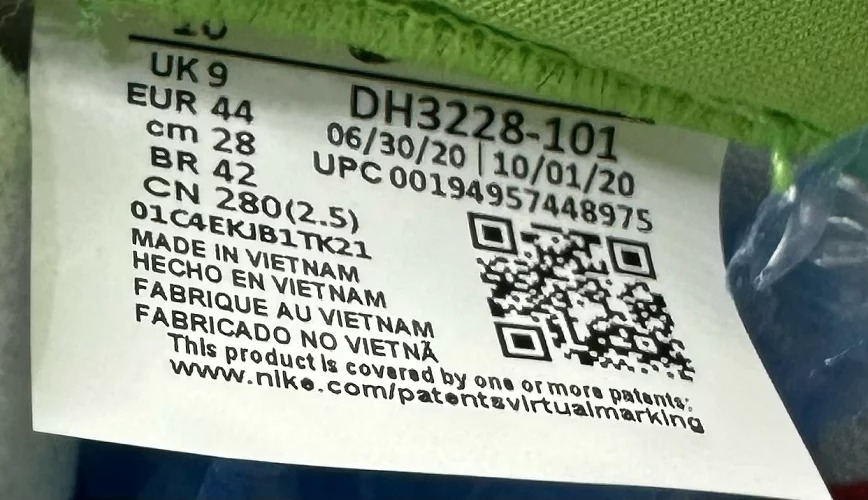 10
UK 9
EUR 44
cm 28
BR 42
CN 280(2.5)
DH3228-101
06/30/20 | 10/01/20
UPC 00194957448975
01C4EKJB1TK21
MADE IN VIETNAM
HECHO EN VIETNAM
FABRIQUE AU VIETNAM
FABRICADO NO VIETNÃ
This product is covered by one or more patents:
www.nike.com/patentsvirtualmarking